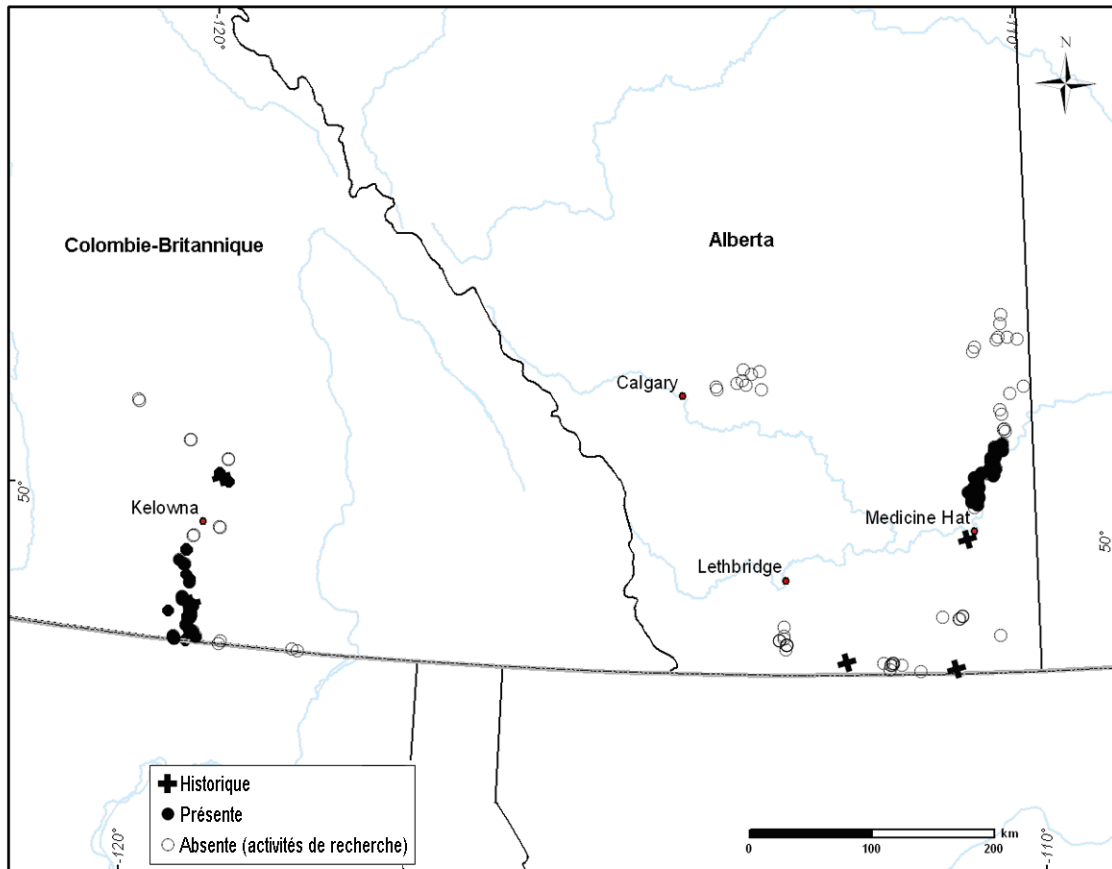 -120°
-110°
N
Colombie-Britannique
Alberta
Calgary
50°
Kelowna
Medicine Hat
50°
Lethbridge
Historique
Présente
Absente (activités de recherche)
km
0 100 200
-120°
-110°